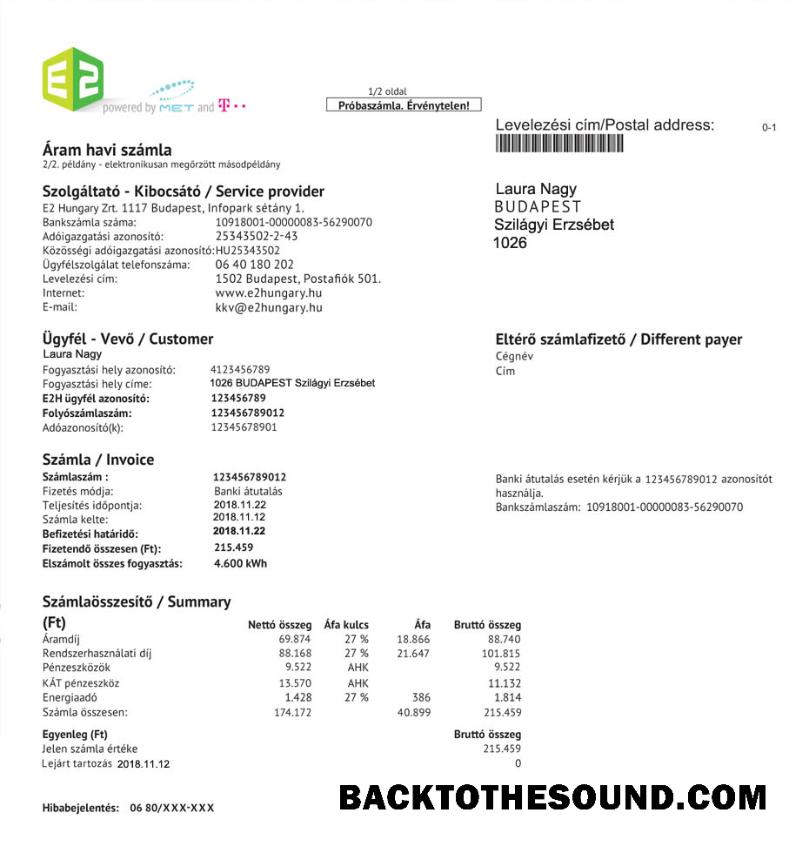 E2
powered by MET and T
1/2 oldal
Próbaszámla. Érvénytelen!
Levelezési cím/Postal address: 0-1
Áram havi számla
2/2. példány - elektronikusan megőrzött másodpéldány
Laura Nagy
BUDAPEST
Szilágyi Erzsébet
1026
Szolgáltató - Kibocsátó / Service provider
E2 Hungary Zrt. 1117 Budapest, Infopark sétány 1.
Bankszámla száma: 10918001-00000083-56290070
Adóigazgatási azonosító: 25343502-2-43
Közösségi adóigazgatási azonosító: HU25343502
Ügyfélszolgálat telefonszáma: 06 40 180 202
Levelezési cím: 1502 Budapest, Postafiók 501.
Internet: www.e2hungary.hu
E-mail: kkv@e2hungary.hu
Ügyfél - Vevő / Customer
Laura Nagy
Fogyasztási hely azonosító: 4123456789
Fogyasztási hely címe: 1026 BUDAPEST Szilágyi Erzsébet
E2H ügyfél azonosító: 123456789
Folyószámlaszám: 123456789012
Adóazonosító(k): 12345678901
Eltérő számlafizető / Different payer
Cégnév
Cím
Számla / Invoice
Számlaszám : 123456789012
Fizetés módja: Banki átutalás
Teljesítés időpontja: 2018.11.22
Számla kelte: 2018.11.12
Befizetési határidő: 2018.11.22
Fizetendő összesen (Ft): 215.459
Elszámolt összes fogyasztás: 4.600 kWh
Banki átutalás esetén kérjük a 123456789012 azonosítót
használja.
Bankszámlaszám: 10918001-00000083-56290070
Számlaösszesítő / Summary
(Ft) Nettó összeg Áfa kulcs Áfa Bruttó összeg
Áramdíj 69.874 27 % 18.866 88.740
Rendszerhasználati díj 88.168 27 % 21.647 101.815
Pénzeszközök 9.522 AHK 9.522
KÁT pénzeszköz 13.570 AHK 11.132
Energiaadó 1.428 27 % 386 1.814
Számla összesen: 174.172 40.899 215.459
Egyenleg (Ft) Bruttó összeg
Jelen számla értéke 215.459
Lejárt tartozás 2018.11.12 0
Hibabejelentés: 06 80/XXX-XXX
BACKTOTHESOUND.COM